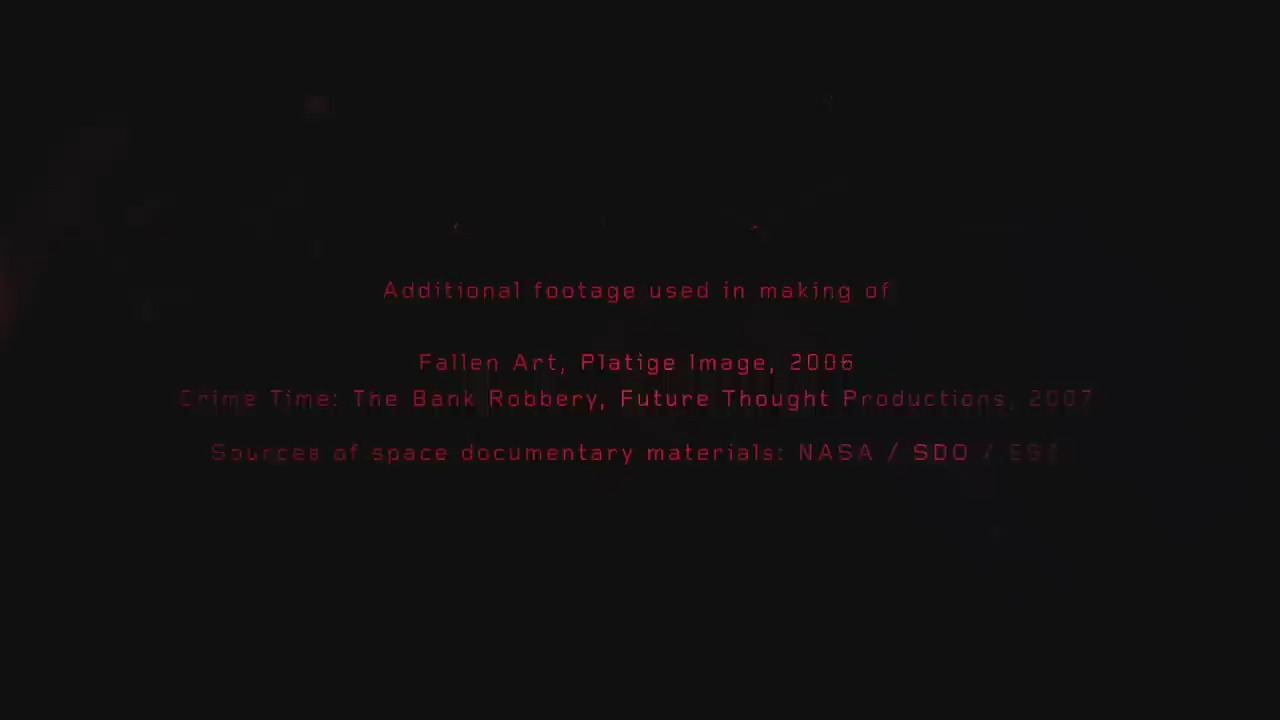 Additional footage used in making of
Fallen Art, Platige Image, 2006
Crime Time: The Bank Robbery, Future Thought Productions, 2007
Sources of space documentary materials: NASA / SDO /